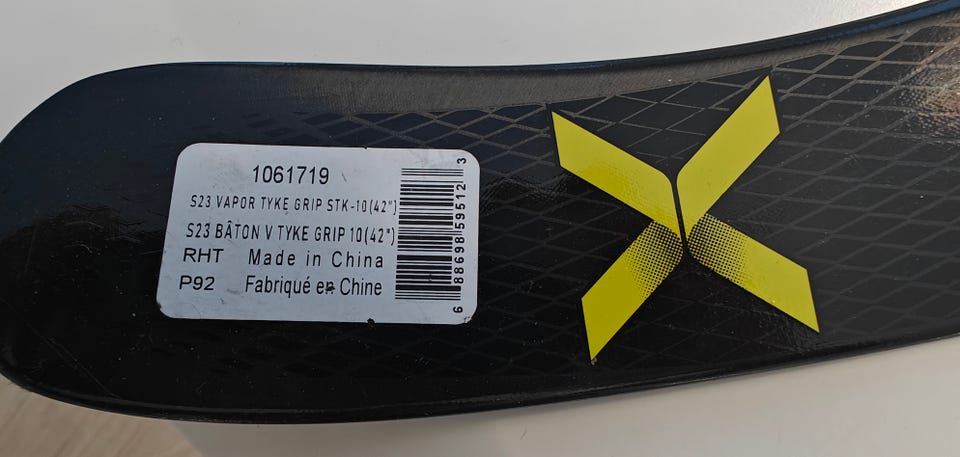 1061719
S23 VAPOR TYKE GRIP STK-10(42")
S23 BÂTON V TYKE GRIP 10(42")
RHT Made in China
P92 Fabriqué en Chine
6 88698 59512 3